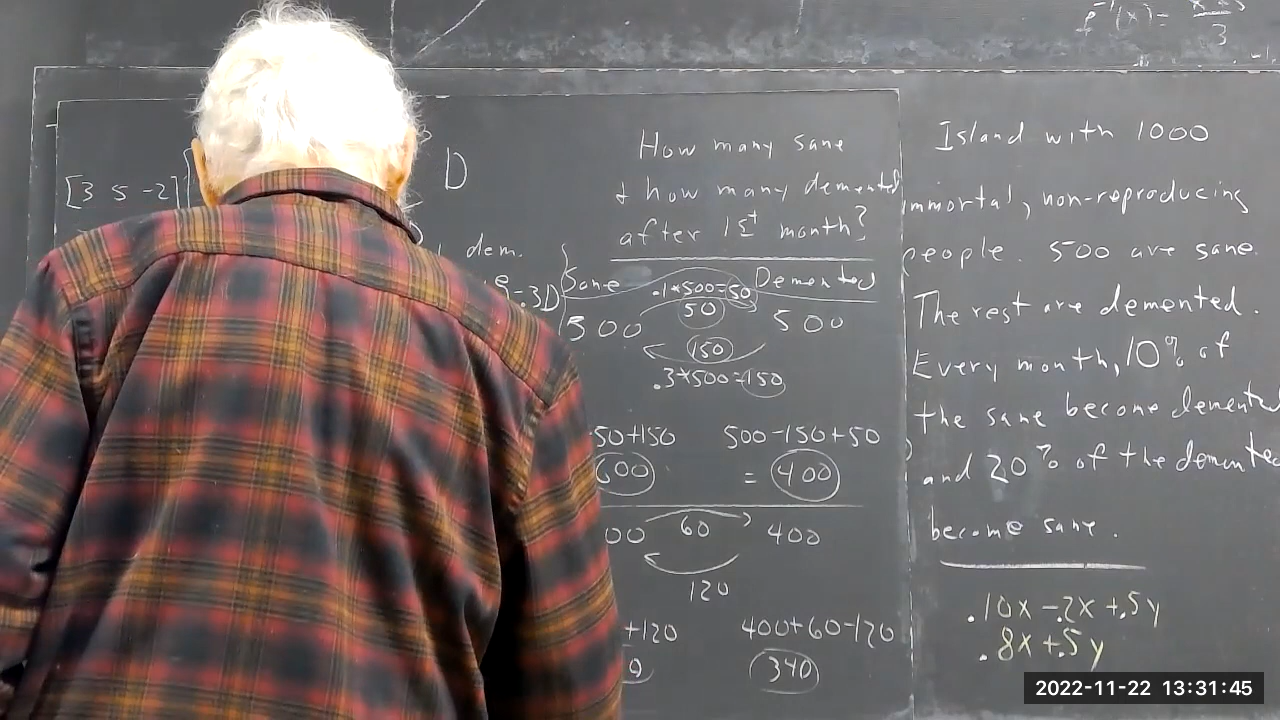 f⁻¹(x) =
3
[3 5 -2]
D
dem.
How many sane
& how many demented
after 1st month?
Sane
Demented
.1*500=50
50
500
500
150
.3*500=150
50+150
500-150+50
600
= 400
00
60
400
120
+120
400+60-120
340
Island with 1000
immortal, non-reproducing
people. 500 are sane.
The rest are demented.
Every month, 10% of
the sane become demented
and 20% of the demented
become sane.
.10x -.2x +.5y
.8x +.5y
2022-11-22 13:31:45